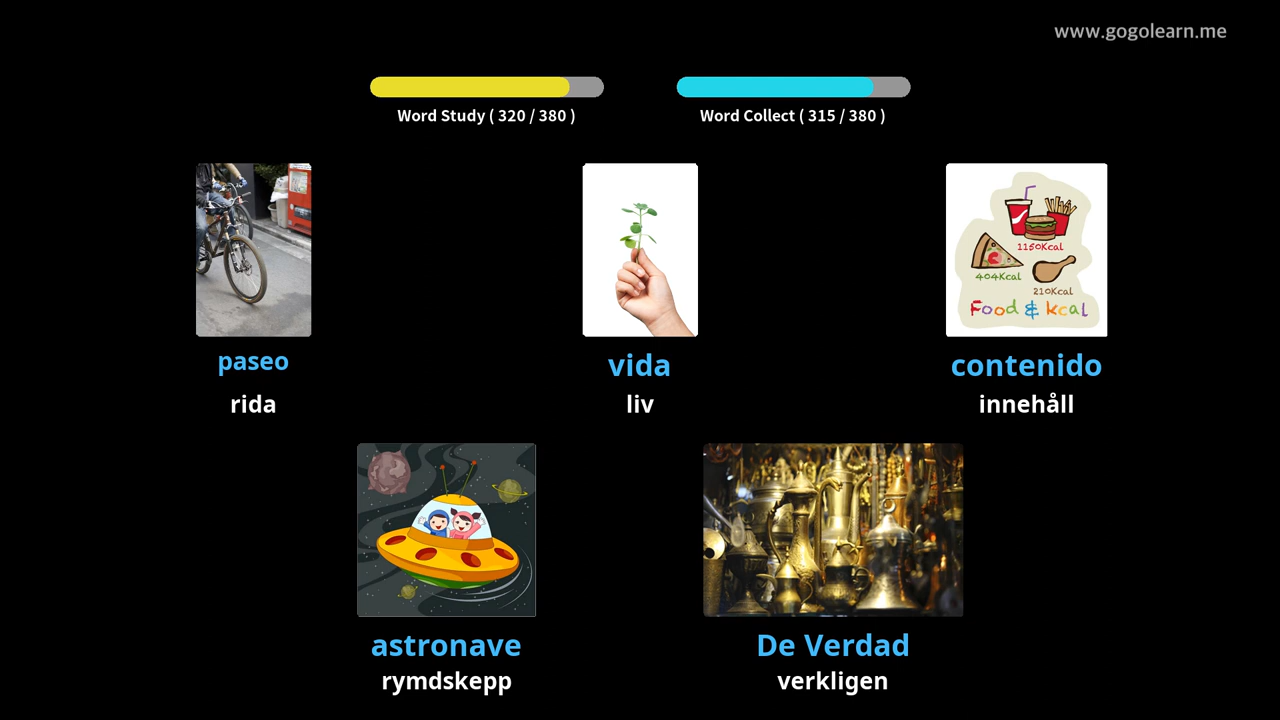 www.gogolearn.me
Word Study ( 320 / 380 )
Word Collect ( 315 / 380 )
1150Kcal
404Kcal
210Kcal
Food & kcal
paseo
vida
contenido
rida
liv
innehåll
astronave
De Verdad
rymdskepp
verkligen